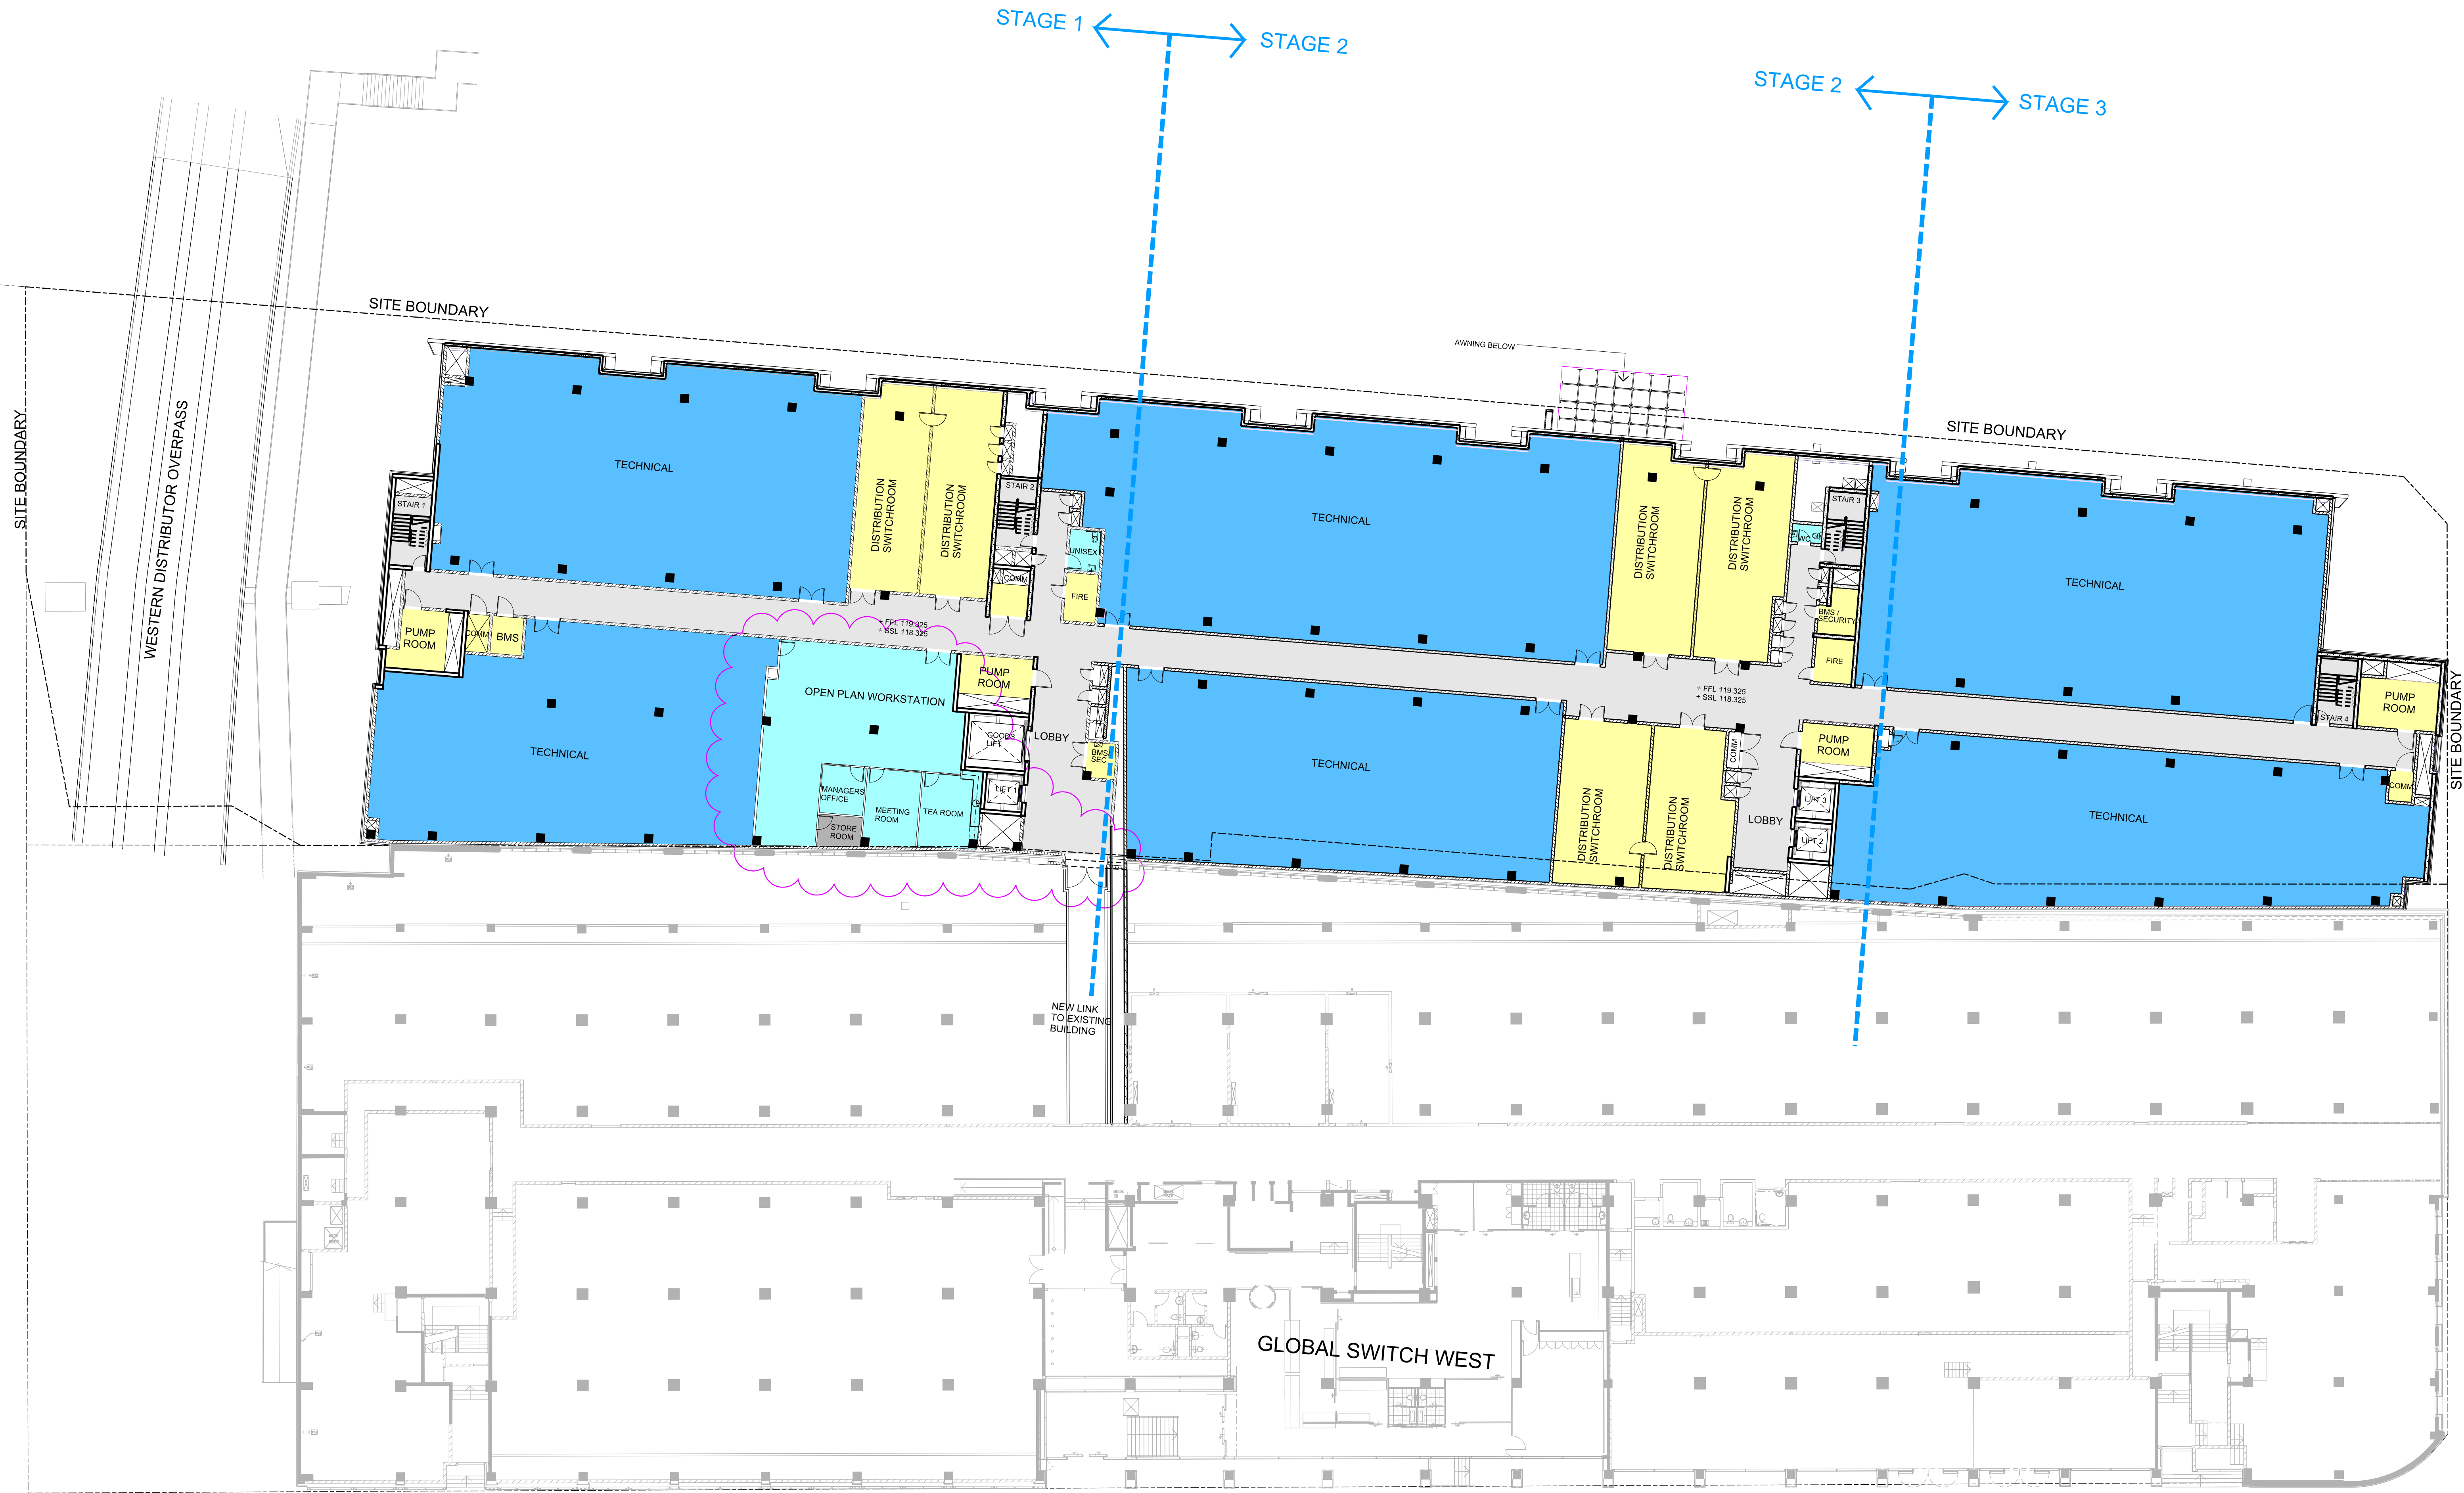 STAGE 1
STAGE 2
STAGE 2
STAGE 3
SITE BOUNDARY
AWNING BELOW
SITE BOUNDARY
SITE BOUNDARY
WESTERN DISTRIBUTOR OVERPASS
SITE BOUNDARY
TECHNICAL
DISTRIBUTION
SWITCHROOM
DISTRIBUTION
SWITCHROOM
STAIR 1
STAIR 2
UNISEX
COMM
FIRE
TECHNICAL
DISTRIBUTION
SWITCHROOM
DISTRIBUTION
SWITCHROOM
STAIR 3
WC
BMS /
SECURITY
FIRE
TECHNICAL
PUMP
ROOM
COMM
BMS
+ FFL 119.325
+ SSL 118.325
OPEN PLAN WORKSTATION
PUMP
ROOM
GOODS
LIFT
LOBBY
BMS/
SEC
LIFT 1
TECHNICAL
MANAGERS
OFFICE
MEETING
ROOM
TEA ROOM
STORE
ROOM
TECHNICAL
+ FFL 119.325
+ SSL 118.325
DISTRIBUTION
SWITCHROOM
DISTRIBUTION
SWITCHROOM
COMM
LOBBY
PUMP
ROOM
LIFT 3
LIFT 2
TECHNICAL
STAIR 4
PUMP
ROOM
COMM
NEW LINK
TO EXISTING
BUILDING
GLOBAL SWITCH WEST